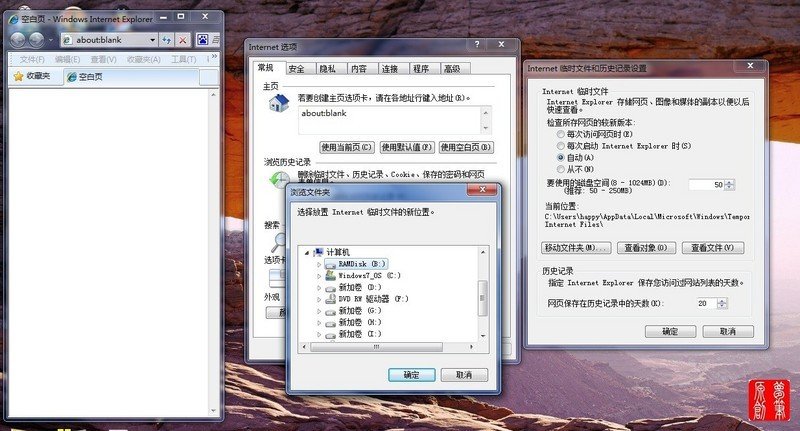 空白页 - Windows Internet Explorer
about:blank
文件(F) 编辑(E) 查看(V) 收藏夹(A) 工具(T)
收藏夹 空白页
Internet 选项
常规 安全 隐私 内容 连接 程序 高级
主页
若要创建主页选项卡，请在各地址行键入地址(R)。
about:blank
使用当前页(C) 使用默认值(F) 使用空白页(B)
浏览历史记录
删除临时文件、历史记录、Cookie、保存的密码和网页
搜索
选项卡
外观
浏览文件夹
选择放置 Internet 临时文件的新位置。
计算机
RAMDisk (B:)
Windows7_OS (C:)
新加卷 (D:)
DVD RW 驱动器 (F:)
新加卷 (G:)
新加卷 (H:)
新加卷 (I:)
确定 取消
Internet 临时文件和历史记录设置
Internet 临时文件
Internet Explorer 存储网页、图像和媒体的副本以便以后
快速查看。
检查所存网页的较新版本:
每次访问网页时(E)
每次启动 Internet Explorer 时(S)
自动(A)
从不(N)
要使用的磁盘空间(8 - 1024MB)(D): 50
(推荐: 50 - 250MB)
当前位置:
C:\Users\happy\AppData\Local\Microsoft\Windows\Tempor
Internet Files\
移动文件夹(M)... 查看对象(O) 查看文件(V)
历史记录
指定 Internet Explorer 保存您访问过网站列表的天数。
网页保存在历史记录中的天数(K): 20
确定 取消
原創